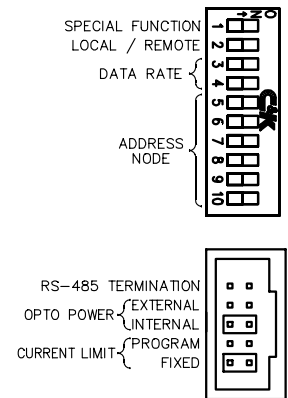 SPECIAL FUNCTION
LOCAL / REMOTE
DATA RATE
ADDRESS
NODE
ON
1
2
3
4
5
6
7
8
9
10
C&K
RS-485 TERMINATION
OPTO POWER
EXTERNAL
INTERNAL
CURRENT LIMIT
PROGRAM
FIXED